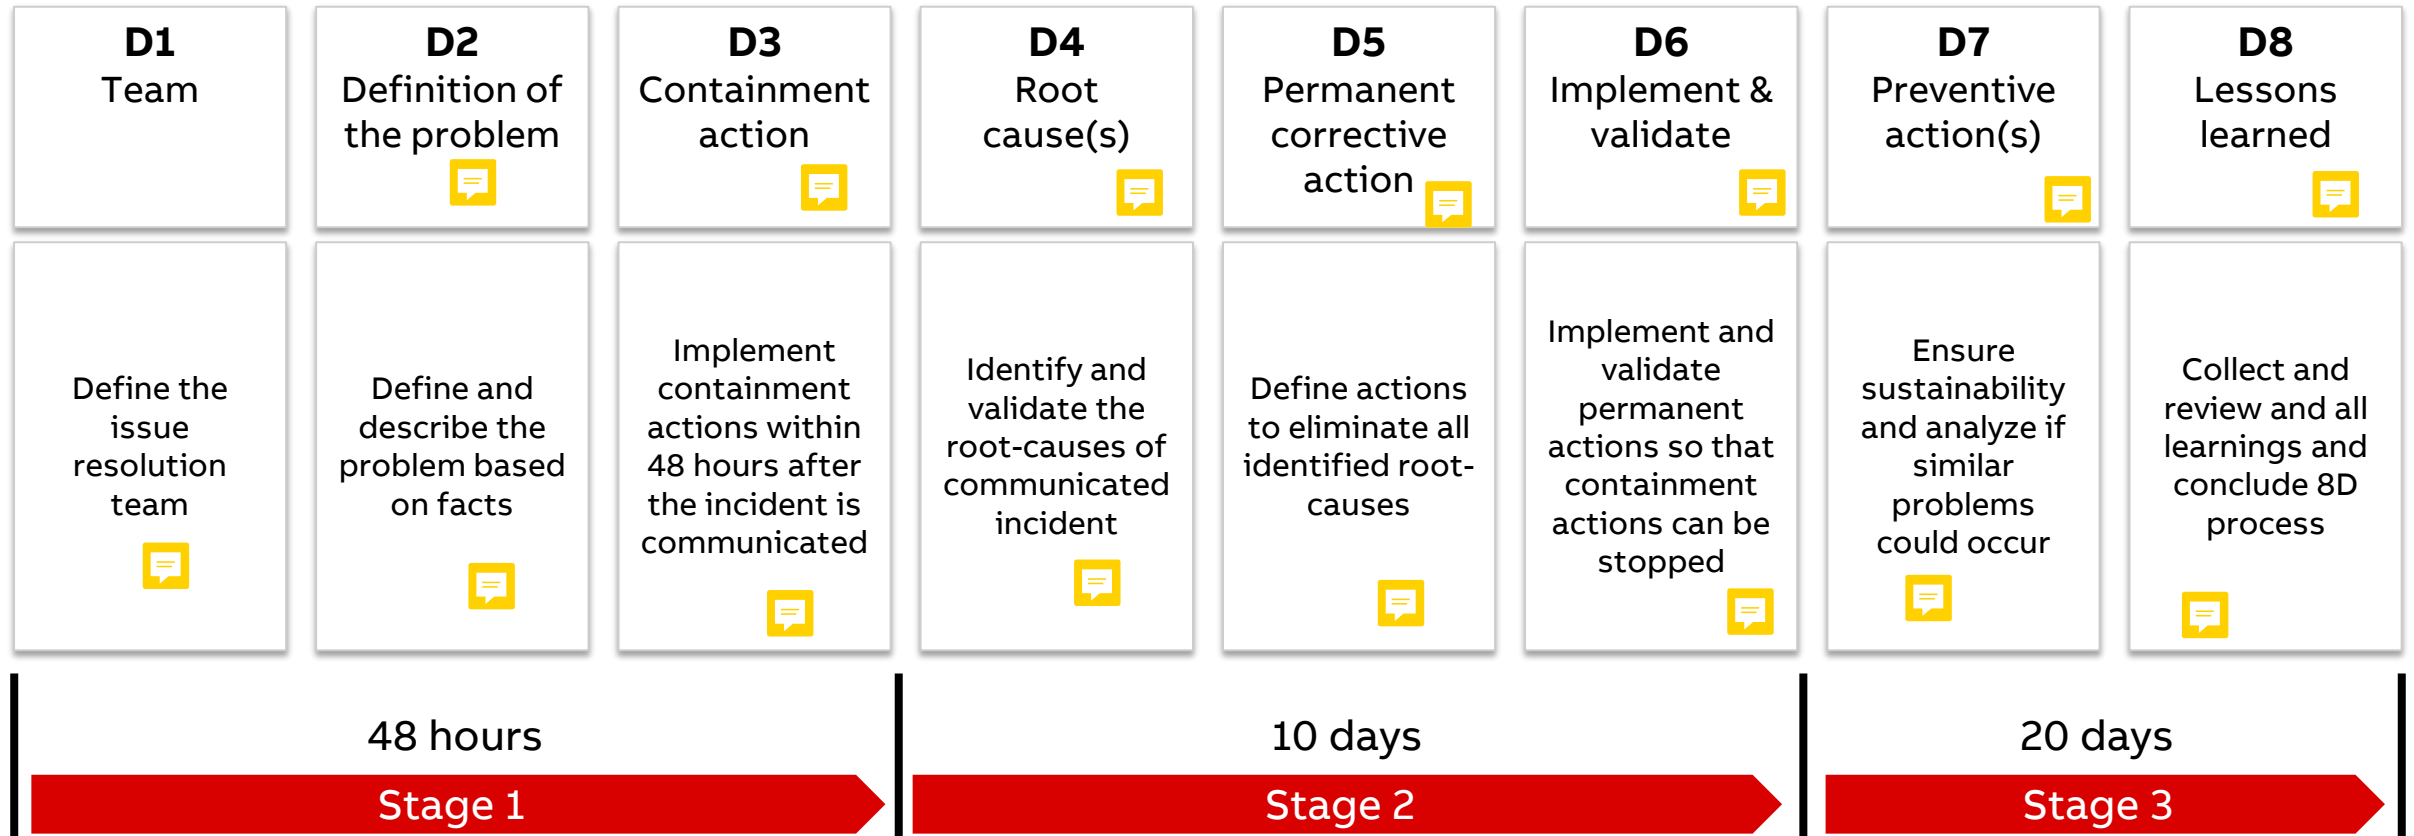 D1
Team
D2
Definition of
the problem
D3
Containment
action
D4
Root
cause(s)
D5
Permanent
corrective
action
D6
Implement &
validate
D7
Preventive
action(s)
D8
Lessons
learned
Define the
issue
resolution
team
Define and
describe the
problem based
on facts
Implement
containment
actions within
48 hours after
the incident is
communicated
Identify and
validate the
root-causes of
communicated
incident
Define actions
to eliminate all
identified root-
causes
Implement and
validate
permanent
actions so that
containment
actions can be
stopped
Ensure
sustainability
and analyze if
similar
problems
could occur
Collect and
review and all
learnings and
conclude 8D
process
48 hours
10 days
20 days
Stage 1
Stage 2
Stage 3